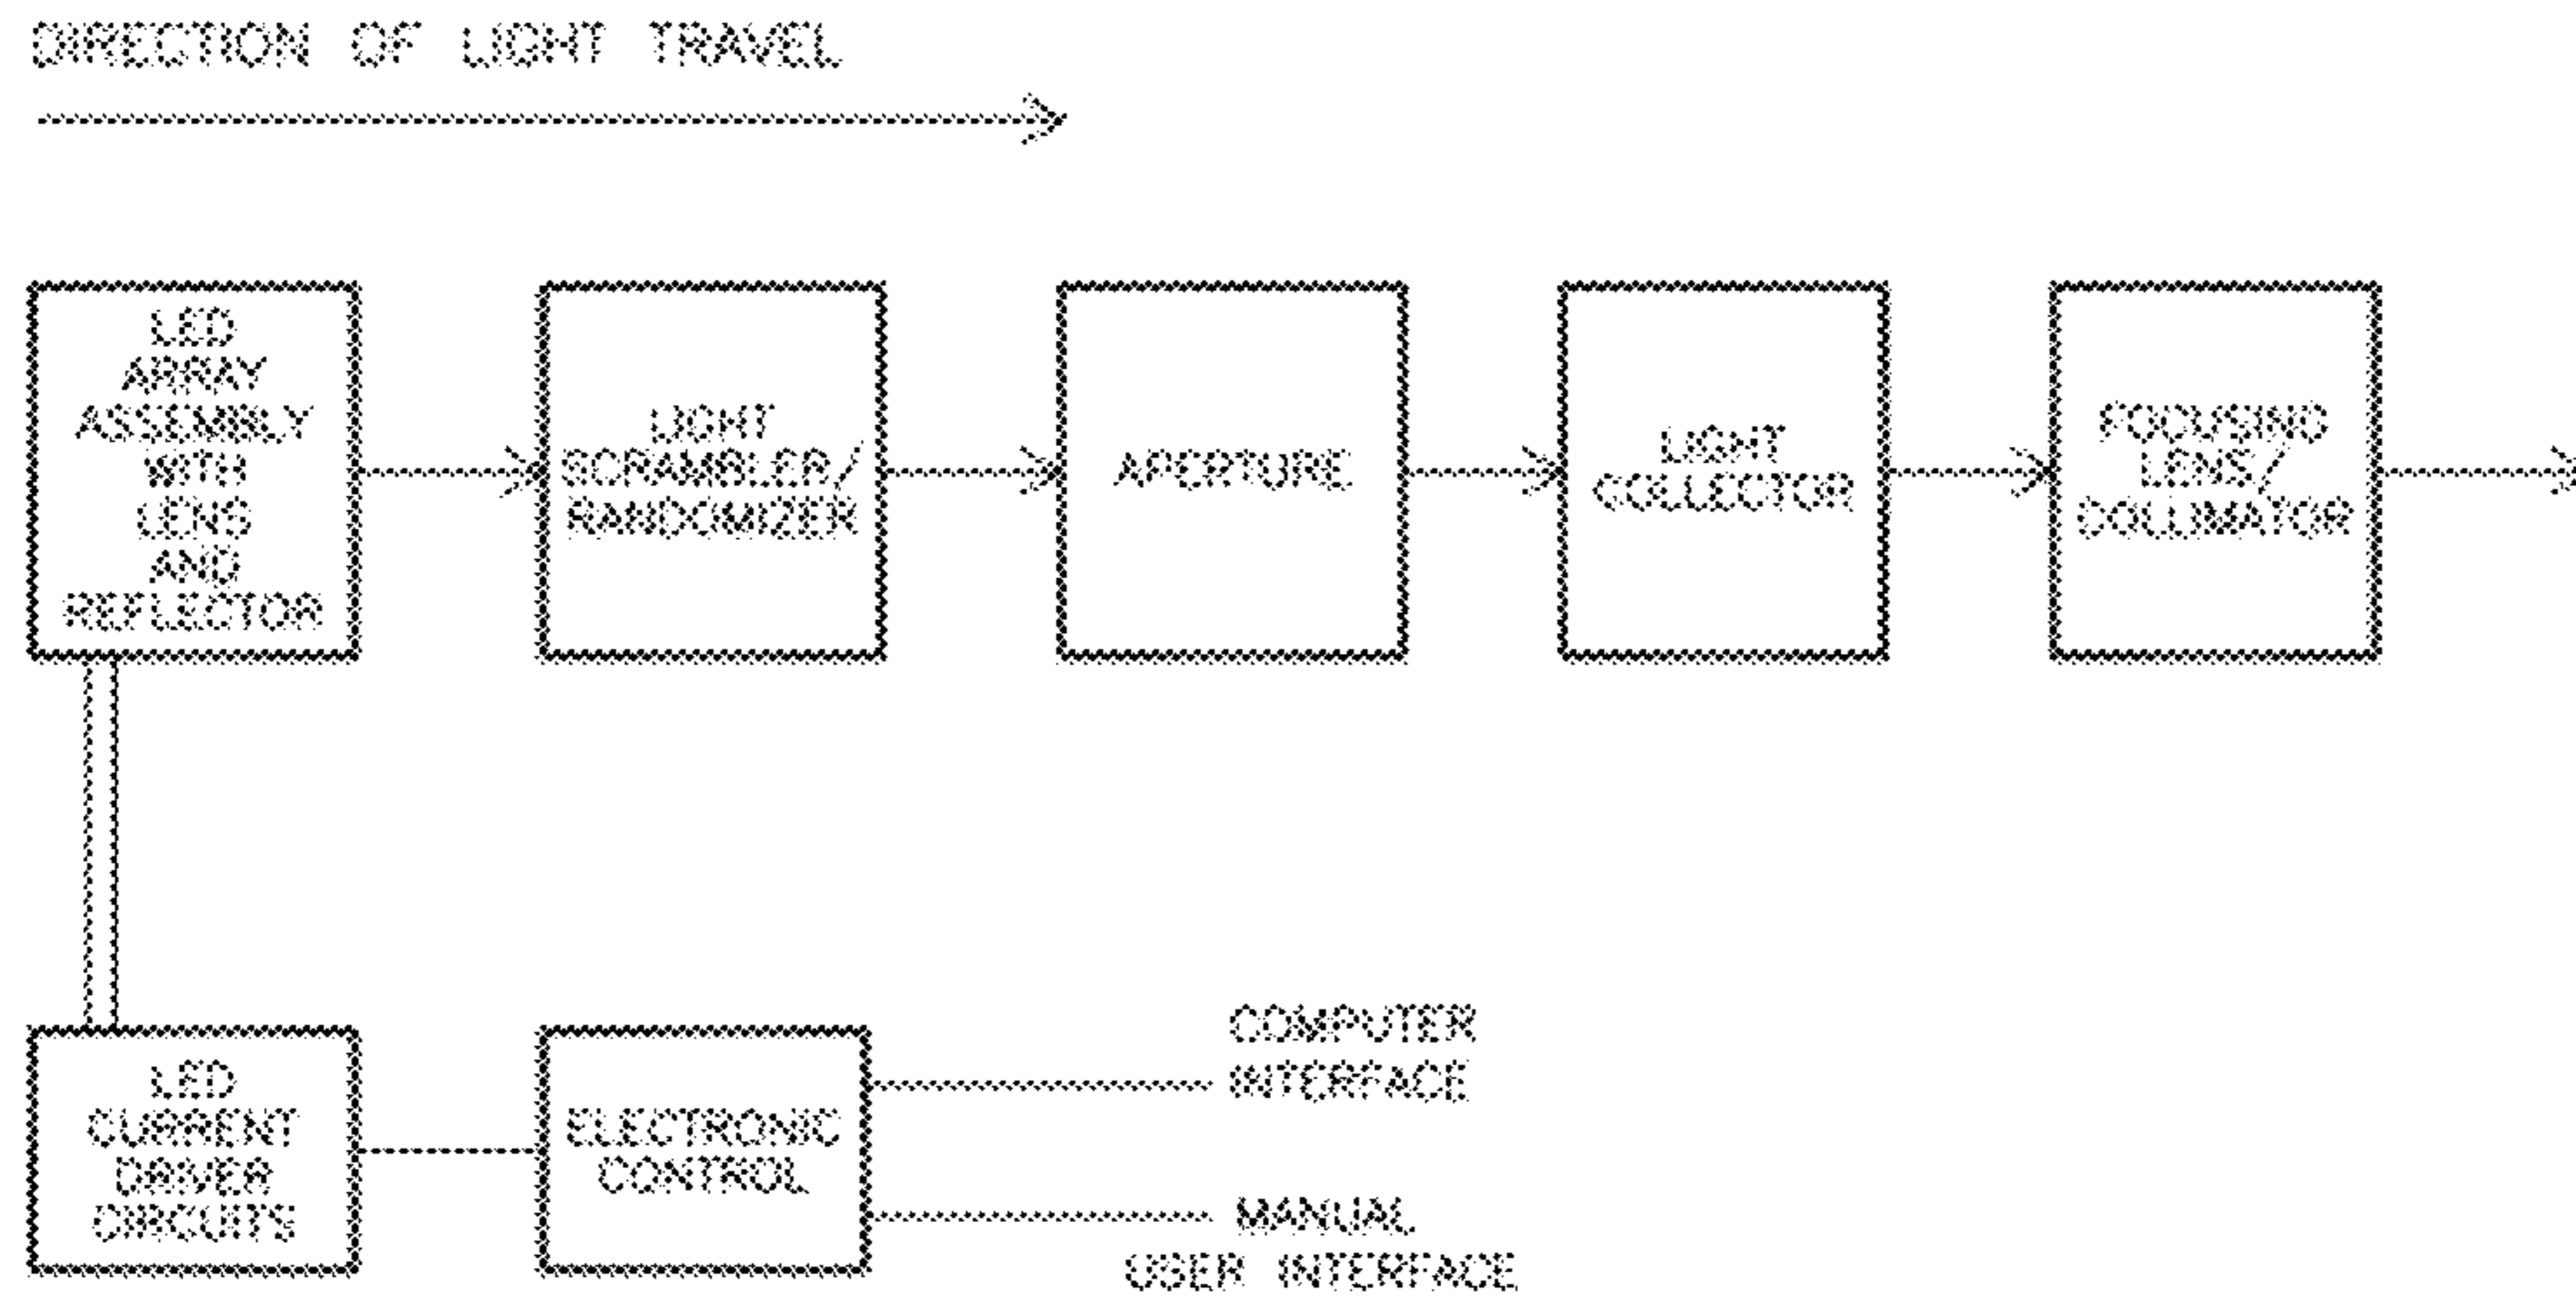 DIRECTION OF LIGHT TRAVEL
LED
ARRAY
ASSEMBLY
WITH
LENS
AND
REFLECTOR
LIGHT
SCRAMBLER/
RANDOMIZER
APERTURE
LIGHT
COLLECTOR
FOCUSING
LENS/
COLLIMATOR
LED
CURRENT
DRIVER
CIRCUITS
ELECTRONIC
CONTROL
COMPUTER
INTERFACE
MANUAL
USER INTERFACE